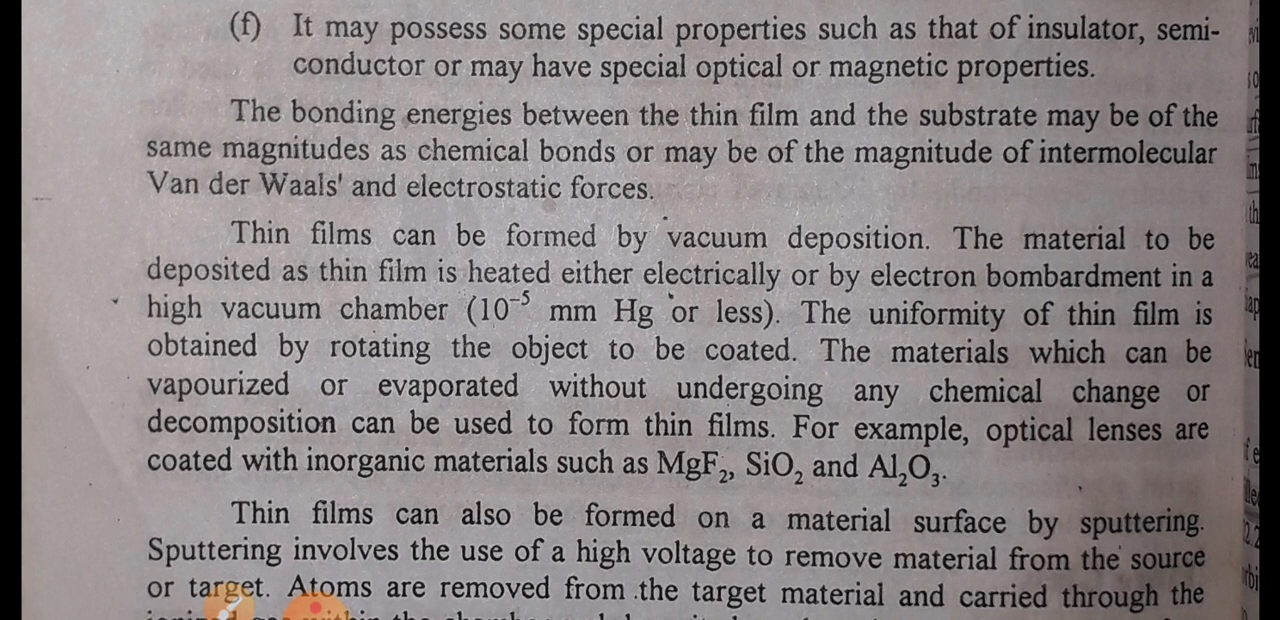 (f) It may possess some special properties such as that of insulator, semi-
conductor or may have special optical or magnetic properties.
The bonding energies between the thin film and the substrate may be of the
same magnitudes as chemical bonds or may be of the magnitude of intermolecular
Van der Waals' and electrostatic forces.
Thin films can be formed by vacuum deposition. The material to be
deposited as thin film is heated either electrically or by electron bombardment in a
high vacuum chamber (10⁻⁵ mm Hg or less). The uniformity of thin film is
obtained by rotating the object to be coated. The materials which can be
vapourized or evaporated without undergoing any chemical change or
decomposition can be used to form thin films. For example, optical lenses are
coated with inorganic materials such as MgF₂, SiO₂ and Al₂O₃.
Thin films can also be formed on a material surface by sputtering.
Sputtering involves the use of a high voltage to remove material from the source
or target. Atoms are removed from the target material and carried through the